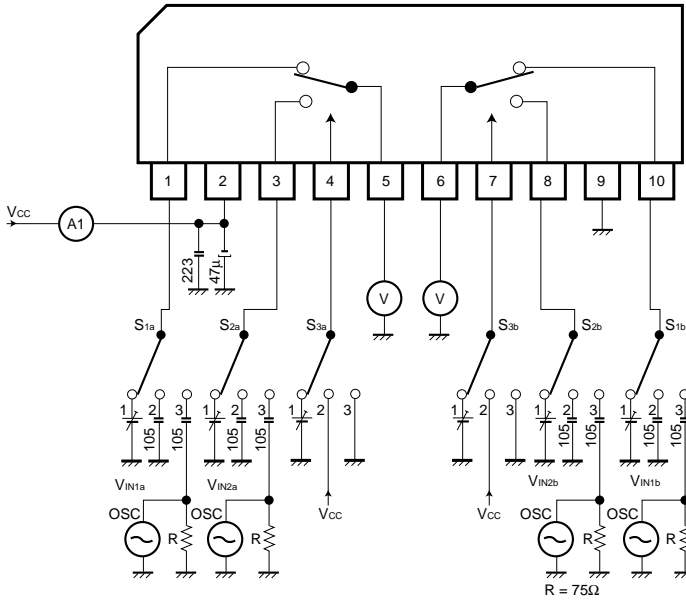 1 2 3 4 5 6 7 8 9 10
VCC A1
223 47μ
V V
S1a S2a S3a S3b S2b S1b
1 2 3 1 2 3 1 2 3 1 2 3 1 2 3 1 2 3
105 105 105 105 105 105 105 105
VIN1a VIN2a VIN2b VIN1b
VCC VCC
OSC R OSC R OSC R OSC R
R = 75Ω